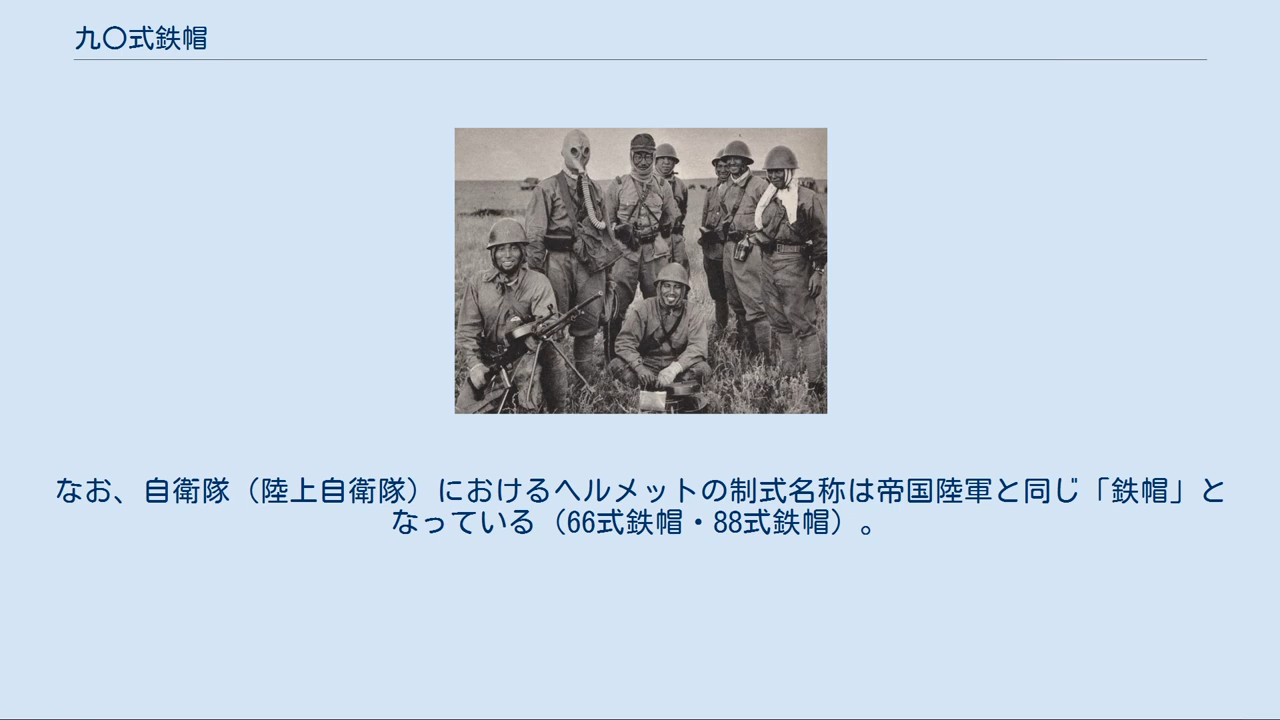 九〇式鉄帽
なお、自衛隊（陸上自衛隊）におけるヘルメットの制式名称は帝国陸軍と同じ「鉄帽」と
なっている（66式鉄帽・88式鉄帽）。